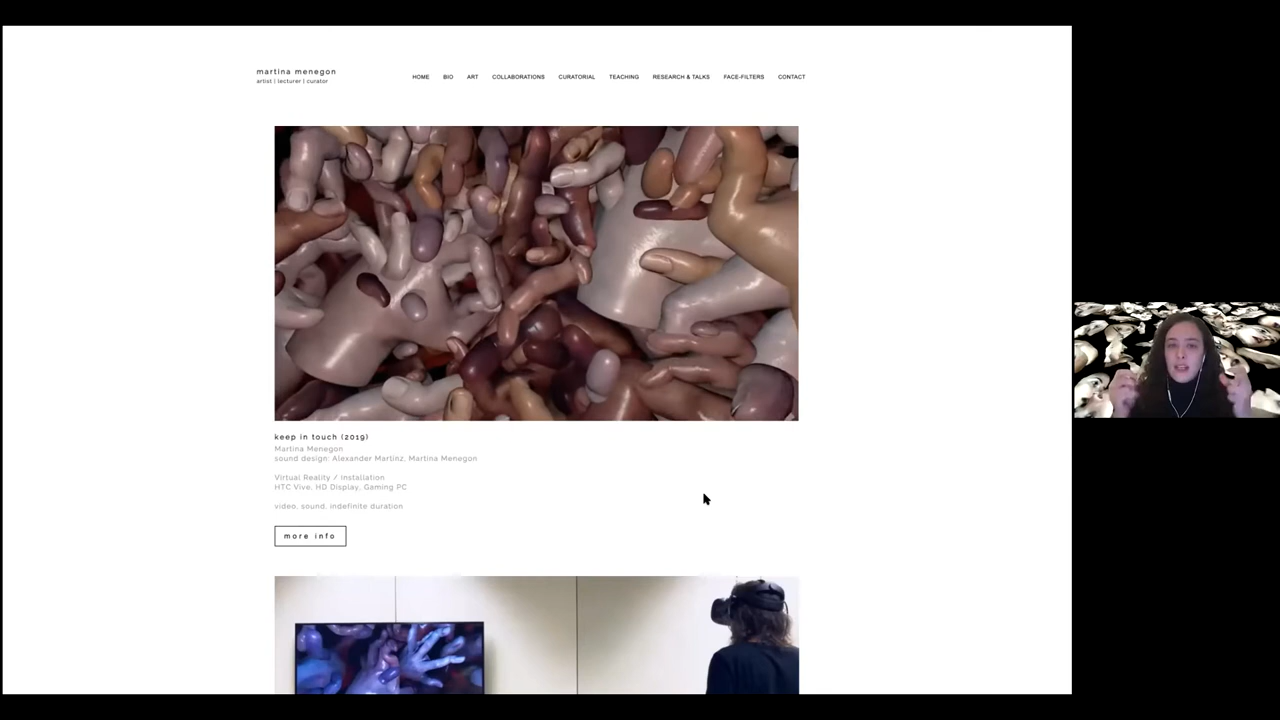 martina menegon
artist | lecturer | curator
HOME BIO ART COLLABORATIONS CURATORIAL TEACHING RESEARCH & TALKS FACE-FILTERS CONTACT
keep in touch (2019)
Martina Menegon
sound design: Alexander Martinz, Martina Menegon
Virtual Reality / Installation
HTC Vive, HD Display, Gaming PC
video, sound, indefinite duration
more info